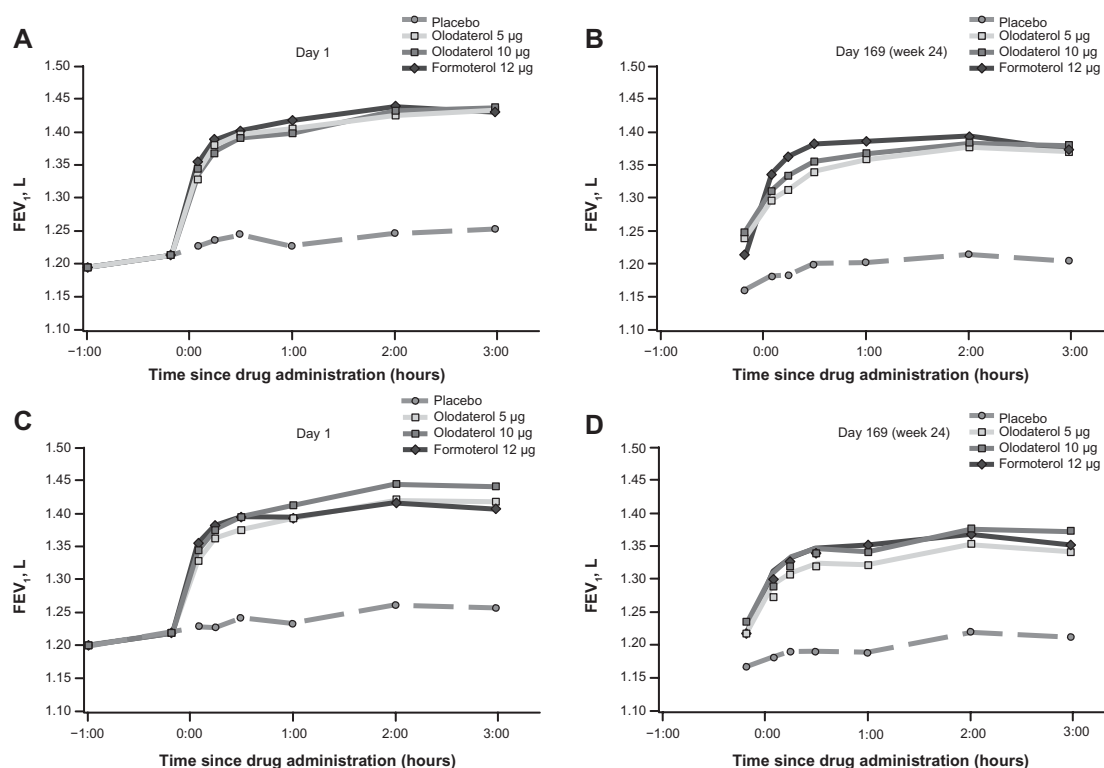 A
Day 1
Placebo
Olodaterol 5 µg
Olodaterol 10 µg
Formoterol 12 µg
1.50
1.45
1.40
1.35
1.30
1.25
1.20
1.15
1.10
FEV1, L
−1:00 0:00 1:00 2:00 3:00
Time since drug administration (hours)
B
Day 169 (week 24)
Placebo
Olodaterol 5 µg
Olodaterol 10 µg
Formoterol 12 µg
1.50
1.45
1.40
1.35
1.30
1.25
1.20
1.15
1.10
FEV1, L
−1:00 0:00 1:00 2:00 3:00
Time since drug administration (hours)
C
Day 1
Placebo
Olodaterol 5 µg
Olodaterol 10 µg
Formoterol 12 µg
1.50
1.45
1.40
1.35
1.30
1.25
1.20
1.15
1.10
FEV1, L
−1:00 0:00 1:00 2:00 3:00
Time since drug administration (hours)
D
Day 169 (week 24)
Placebo
Olodaterol 5 µg
Olodaterol 10 µg
Formoterol 12 µg
1.50
1.45
1.40
1.35
1.30
1.25
1.20
1.15
1.10
FEV1, L
−1:00 0:00 1:00 2:00 3:00
Time since drug administration (hours)